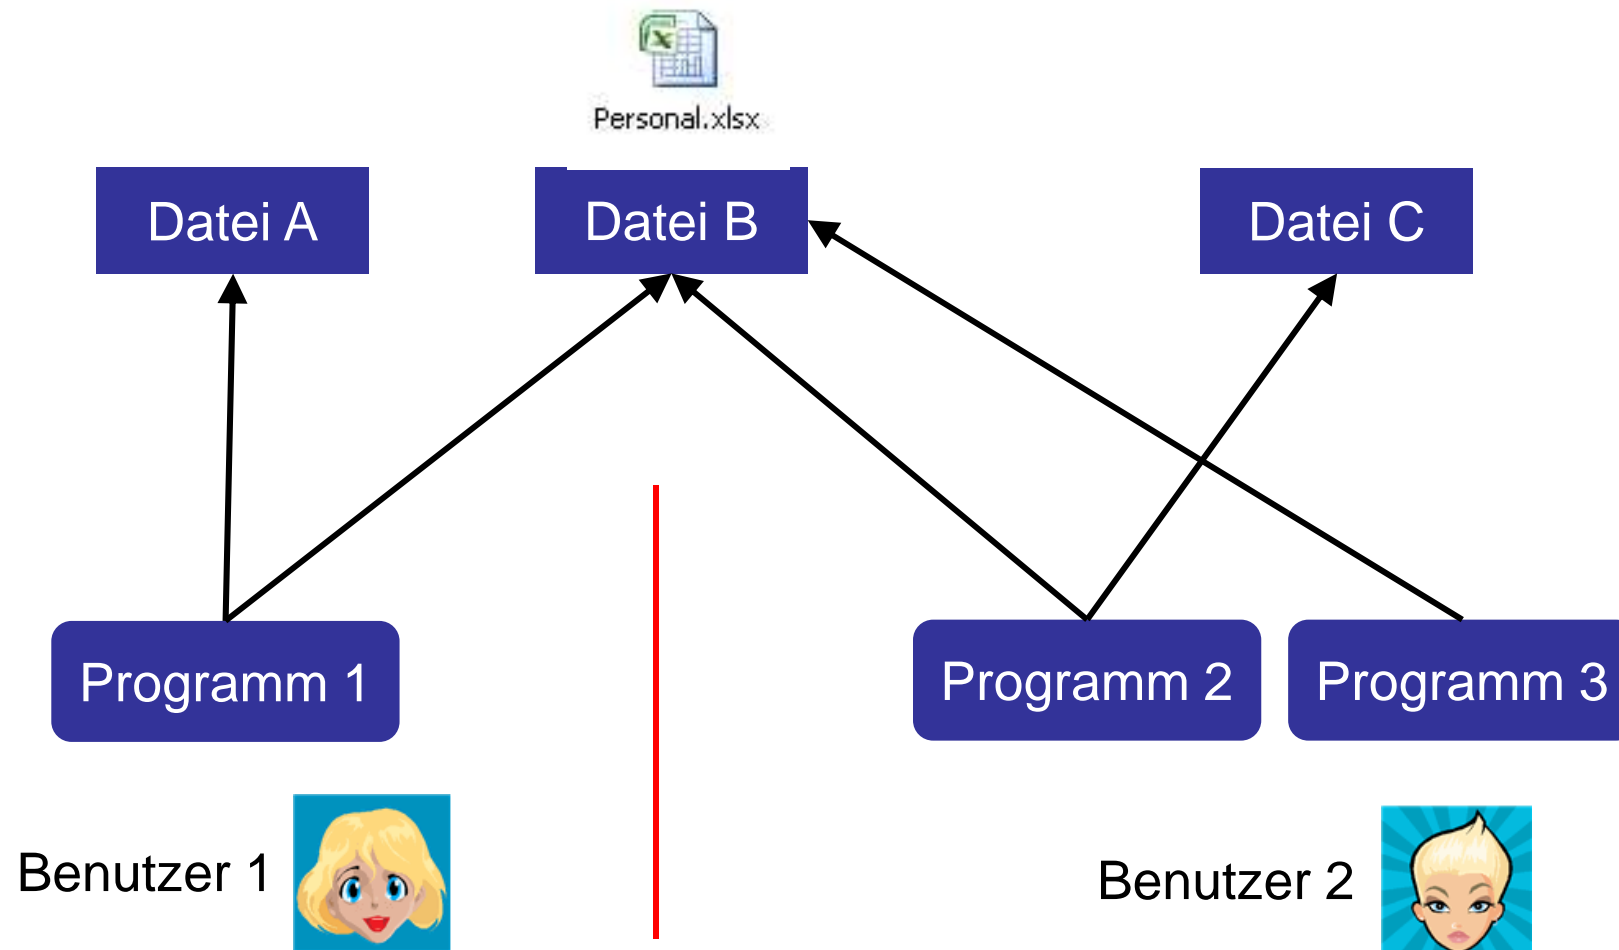 Personal.xlsx
Datei A
Datei B
Datei C
Programm 1
Programm 2
Programm 3
Benutzer 1
Benutzer 2